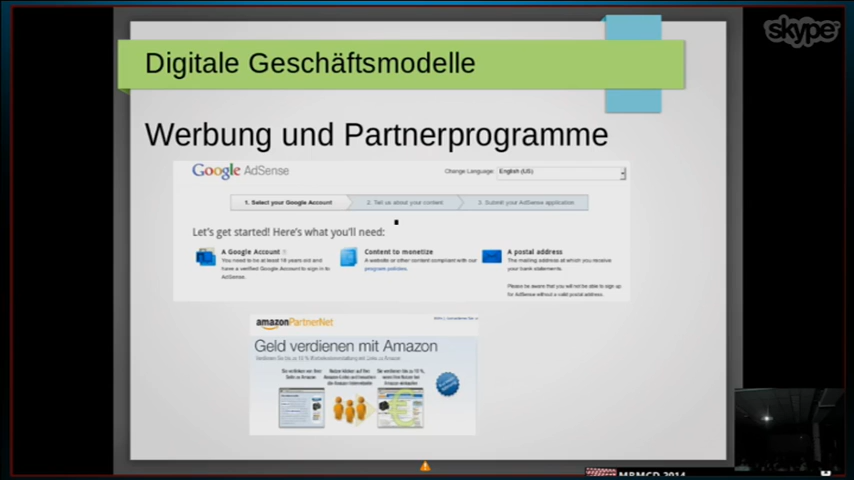 skype
Digitale Geschäftsmodelle
Werbung und Partnerprogramme
Google AdSense
Change Language: English (US)
1. Select your Google Account
2. Tell us about your content
3. Submit your AdSense application
Let's get started! Here's what you'll need:
A Google Account
You need to be at least 18 years old and
have a verified Google Account to sign in to
AdSense.
Content to monetize
A website or other content compliant with our
program policies.
A postal address
The mailing address at which you receive
your bank statements.
Please be aware that you will not be able to sign up
for AdSense without a valid postal address.
amazonPartnerNet
Geld verdienen mit Amazon
MRMCD 2014